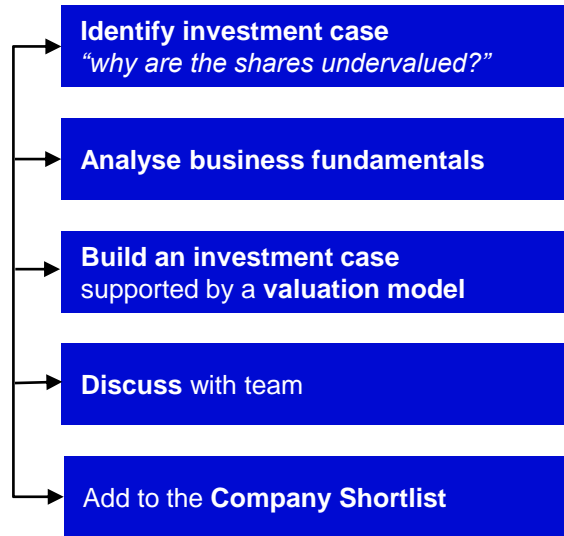 Identify investment case
“why are the shares undervalued?”
Analyse business fundamentals
Build an investment case
supported by a valuation model
Discuss with team
Add to the Company Shortlist